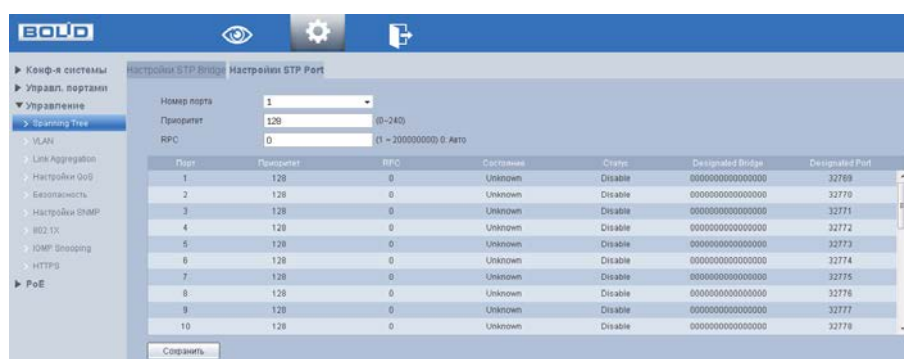 BOLID
Конф-я системы
Управл. портами
Управление
Spanning Tree
VLAN
Link Aggregation
Настройки QoS
Безопасность
Настройки SNMP
802.1X
IGMP Snooping
HTTPS
PoE
Настройки STP Bridge Настройки STP Port
Номер порта 1
Приоритет 128 (0~240)
RPC 0 (1 ~ 200000000) 0: Авто
Порт Приоритет RPC Состояние Статус Designated Bridge Designated Port
1 128 0 Unknown Disable 0000000000000000 32769
2 128 0 Unknown Disable 0000000000000000 32770
3 128 0 Unknown Disable 0000000000000000 32771
4 128 0 Unknown Disable 0000000000000000 32772
5 128 0 Unknown Disable 0000000000000000 32773
6 128 0 Unknown Disable 0000000000000000 32774
7 128 0 Unknown Disable 0000000000000000 32775
8 128 0 Unknown Disable 0000000000000000 32776
9 128 0 Unknown Disable 0000000000000000 32777
10 128 0 Unknown Disable 0000000000000000 32778
Сохранить